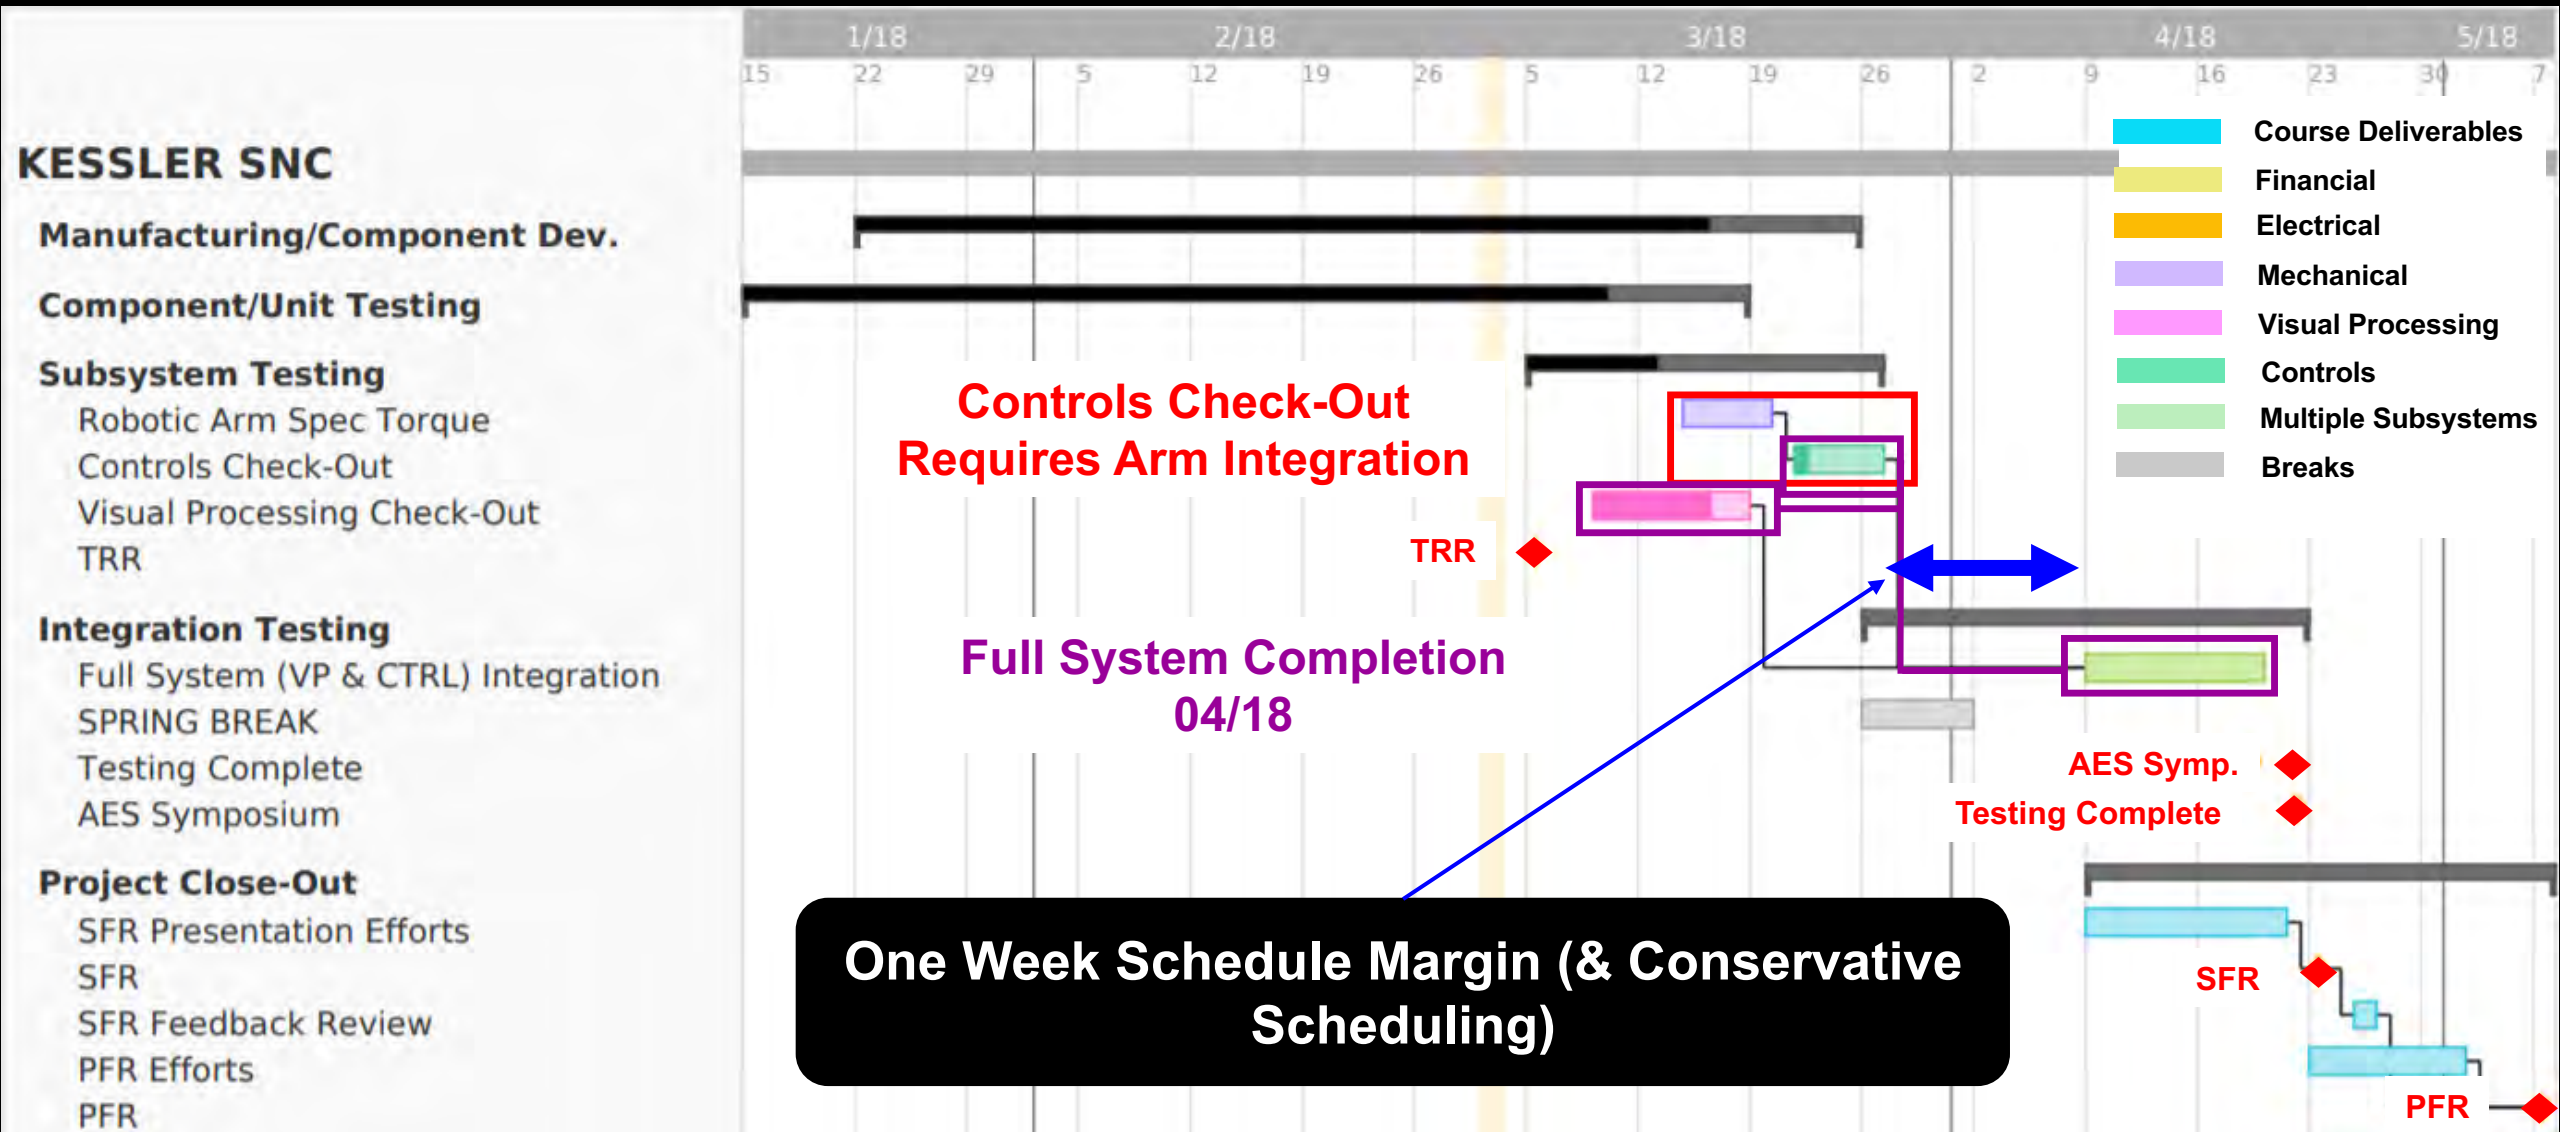 1/18 2/18 3/18 4/18 5/18
15 22 29 5 12 19 26 5 12 19 26 2 9 16 23 30 7
Course Deliverables
KESSLER SNC
Financial
Manufacturing/Component Dev.
Electrical
Mechanical
Component/Unit Testing
Visual Processing
Subsystem Testing
Controls
Controls Check-Out
Requires Arm Integration
Robotic Arm Spec Torque
Multiple Subsystems
Controls Check-Out
Breaks
Visual Processing Check-Out
TRR
TRR
Integration Testing
Full System Completion
04/18
Full System (VP & CTRL) Integration
SPRING BREAK
Testing Complete
AES Symp.
AES Symposium
Testing Complete
Project Close-Out
SFR Presentation Efforts
One Week Schedule Margin (& Conservative
Scheduling)
SFR
SFR
SFR Feedback Review
PFR Efforts
PFR
PFR